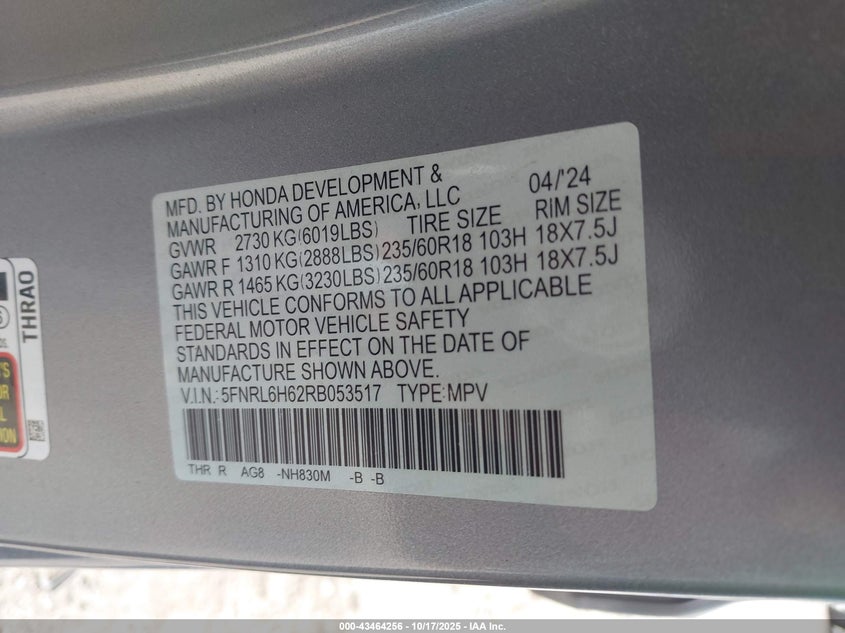 MFD. BY HONDA DEVELOPMENT & 04/'24
MANUFACTURING OF AMERICA, LLC
GVWR 2730 KG(6019LBS) TIRE SIZE RIM SIZE
GAWR F 1310 KG(2888LBS) 235/60R18 103H 18X7.5J
GAWR R 1465 KG(3230LBS) 235/60R18 103H 18X7.5J
THIS VEHICLE CONFORMS TO ALL APPLICABLE
FEDERAL MOTOR VEHICLE SAFETY
STANDARDS IN EFFECT ON THE DATE OF
MANUFACTURE SHOWN ABOVE.
V.I.N.: 5FNRL6H62RB053517 TYPE:MPV
THR R AG8 -NH830M -B -B
THRAO
000-43464256 - 10/17/2025 - IAA Inc.